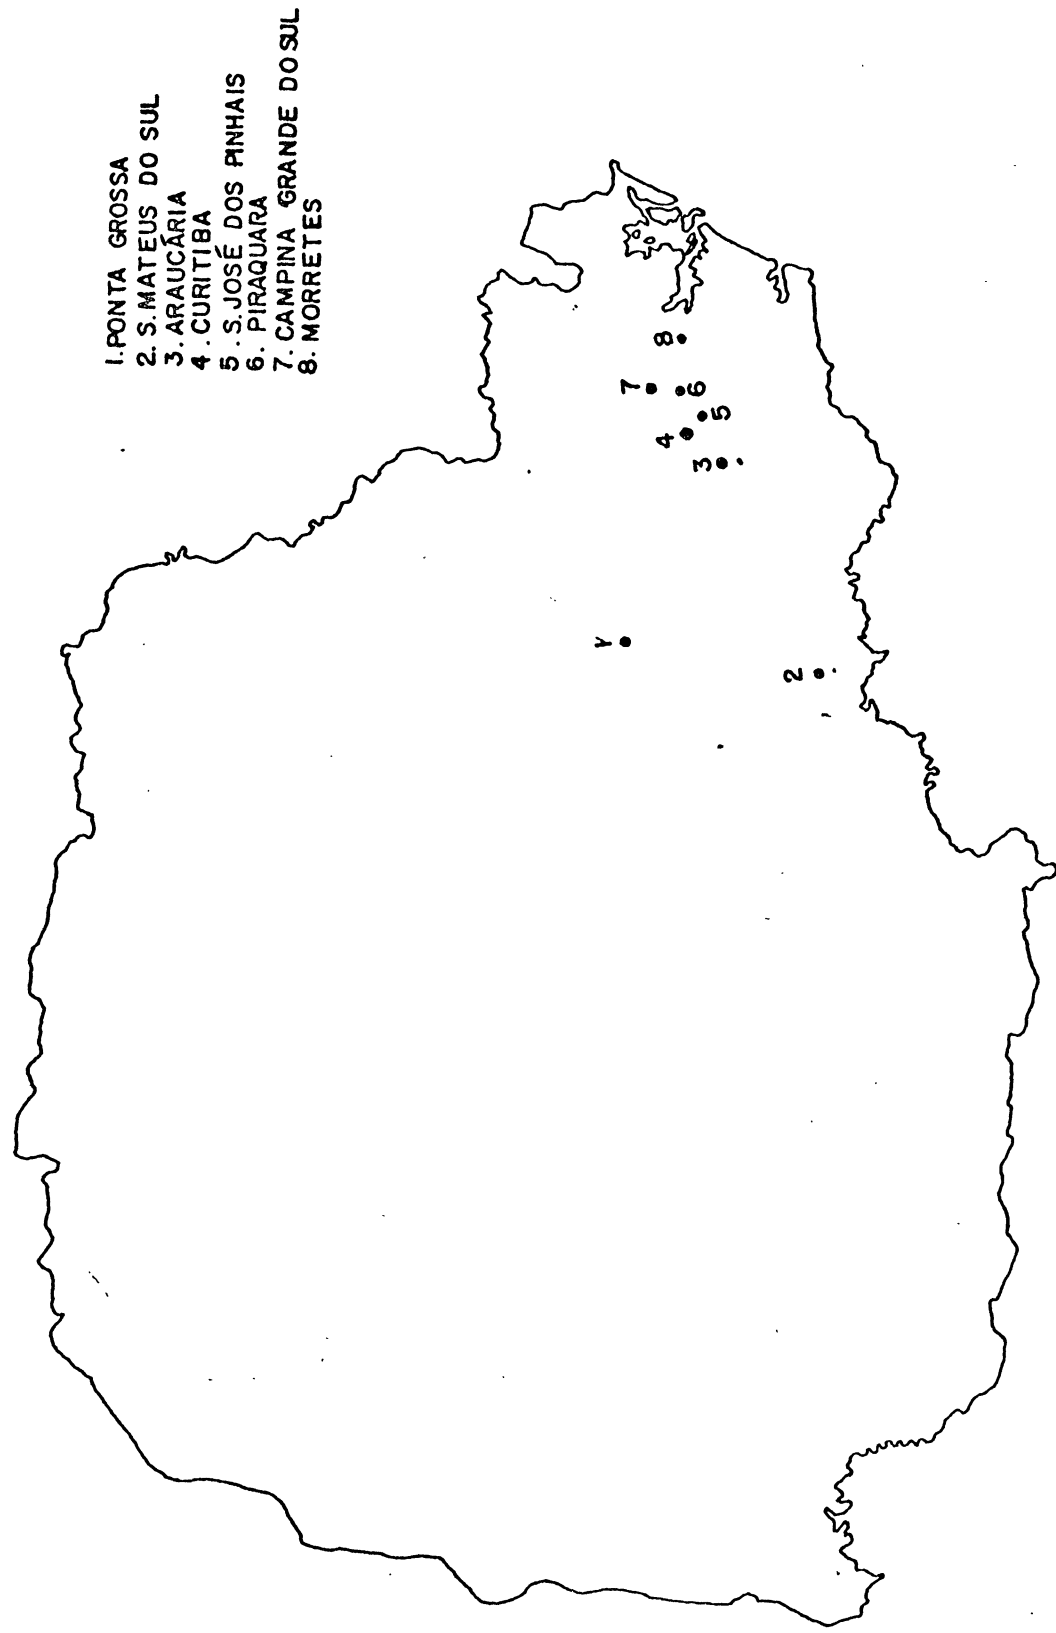 1. PONTA GROSSA
2. S. MATEUS DO SUL
3. ARAUCÁRIA
4. CURITIBA
5. S. JOSÉ DOS PINHAIS
6. PIRAQUARA
7. CAMPINA GRANDE DO SUL
8. MORRETES
1
2
3
4
5
6
7
8